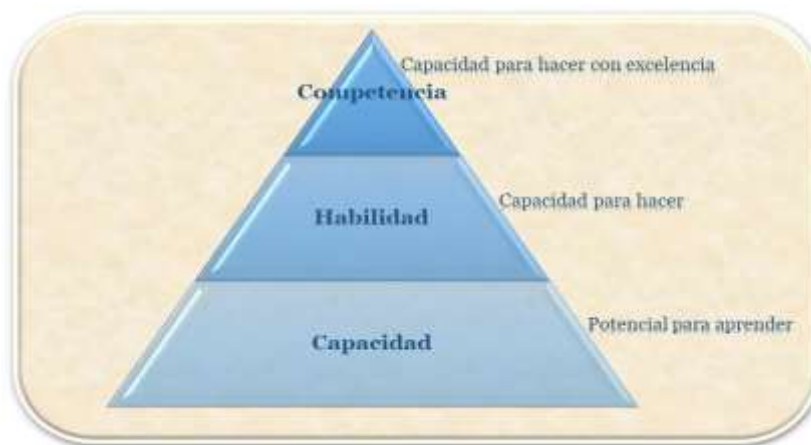 Capacidad para hacer con excelencia
Competencia
Capacidad para hacer
Habilidad
Potencial para aprender
Capacidad